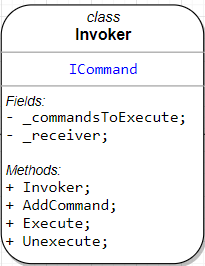 class
Invoker
ICommand
Fields:
- _commandsToExecute;
- _receiver;
Methods:
+ Invoker;
+ AddCommand;
+ Execute;
+ Unexecute;